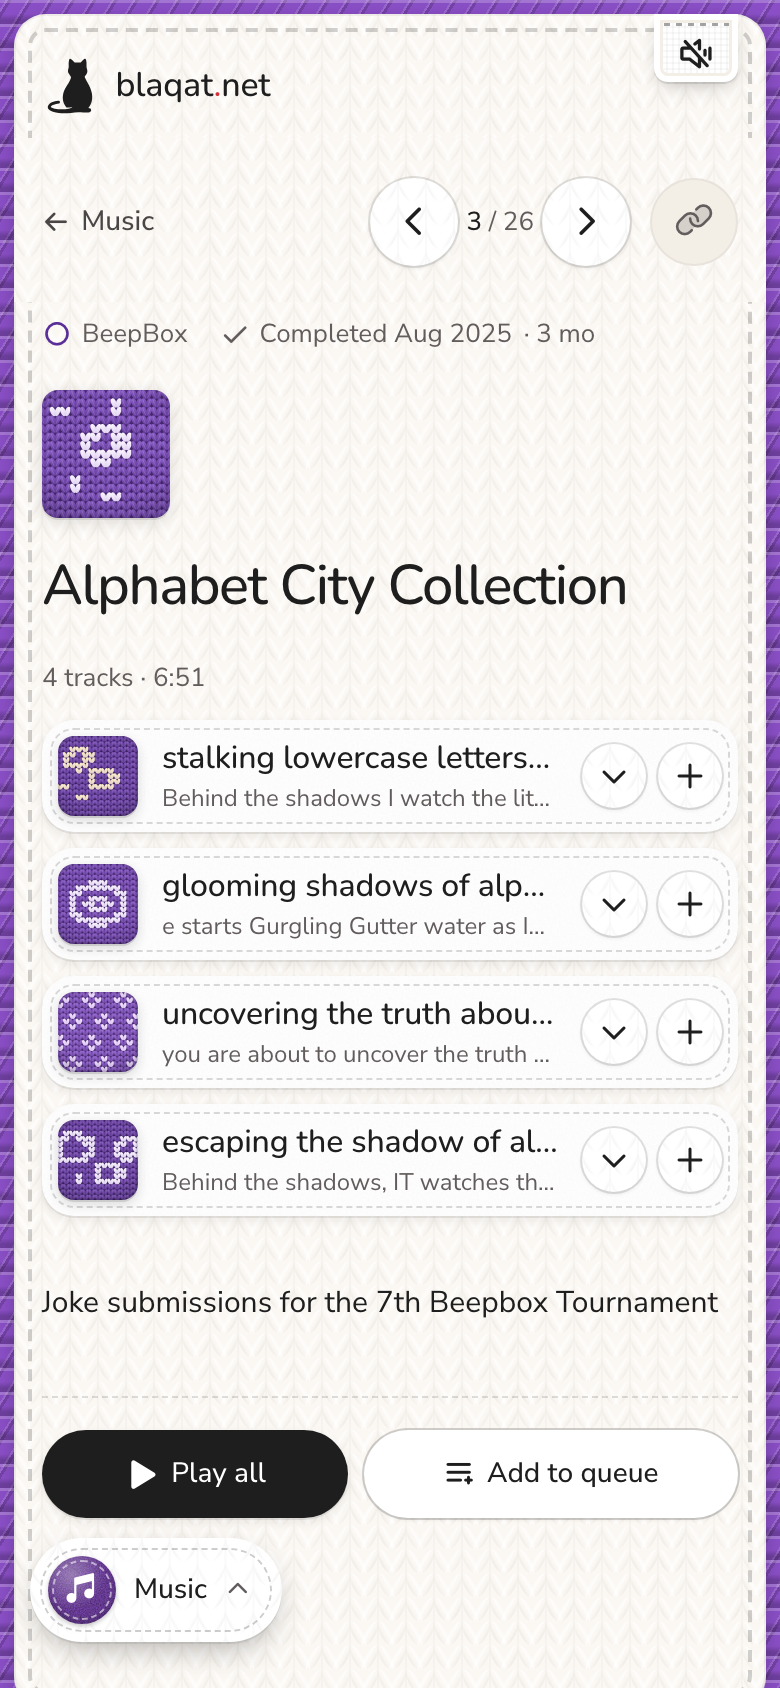 blaqat.net
Music
3 / 26
BeepBox
Completed Aug 2025 · 3 mo
Alphabet City Collection
4 tracks · 6:51
stalking lowercase letters...
Behind the shadows I watch the lit...
glooming shadows of alp...
e starts Gurgling Gutter water as I...
uncovering the truth abou...
you are about to uncover the truth ...
escaping the shadow of al...
Behind the shadows, IT watches th...
Joke submissions for the 7th Beepbox Tournament
Play all
Add to queue
Music